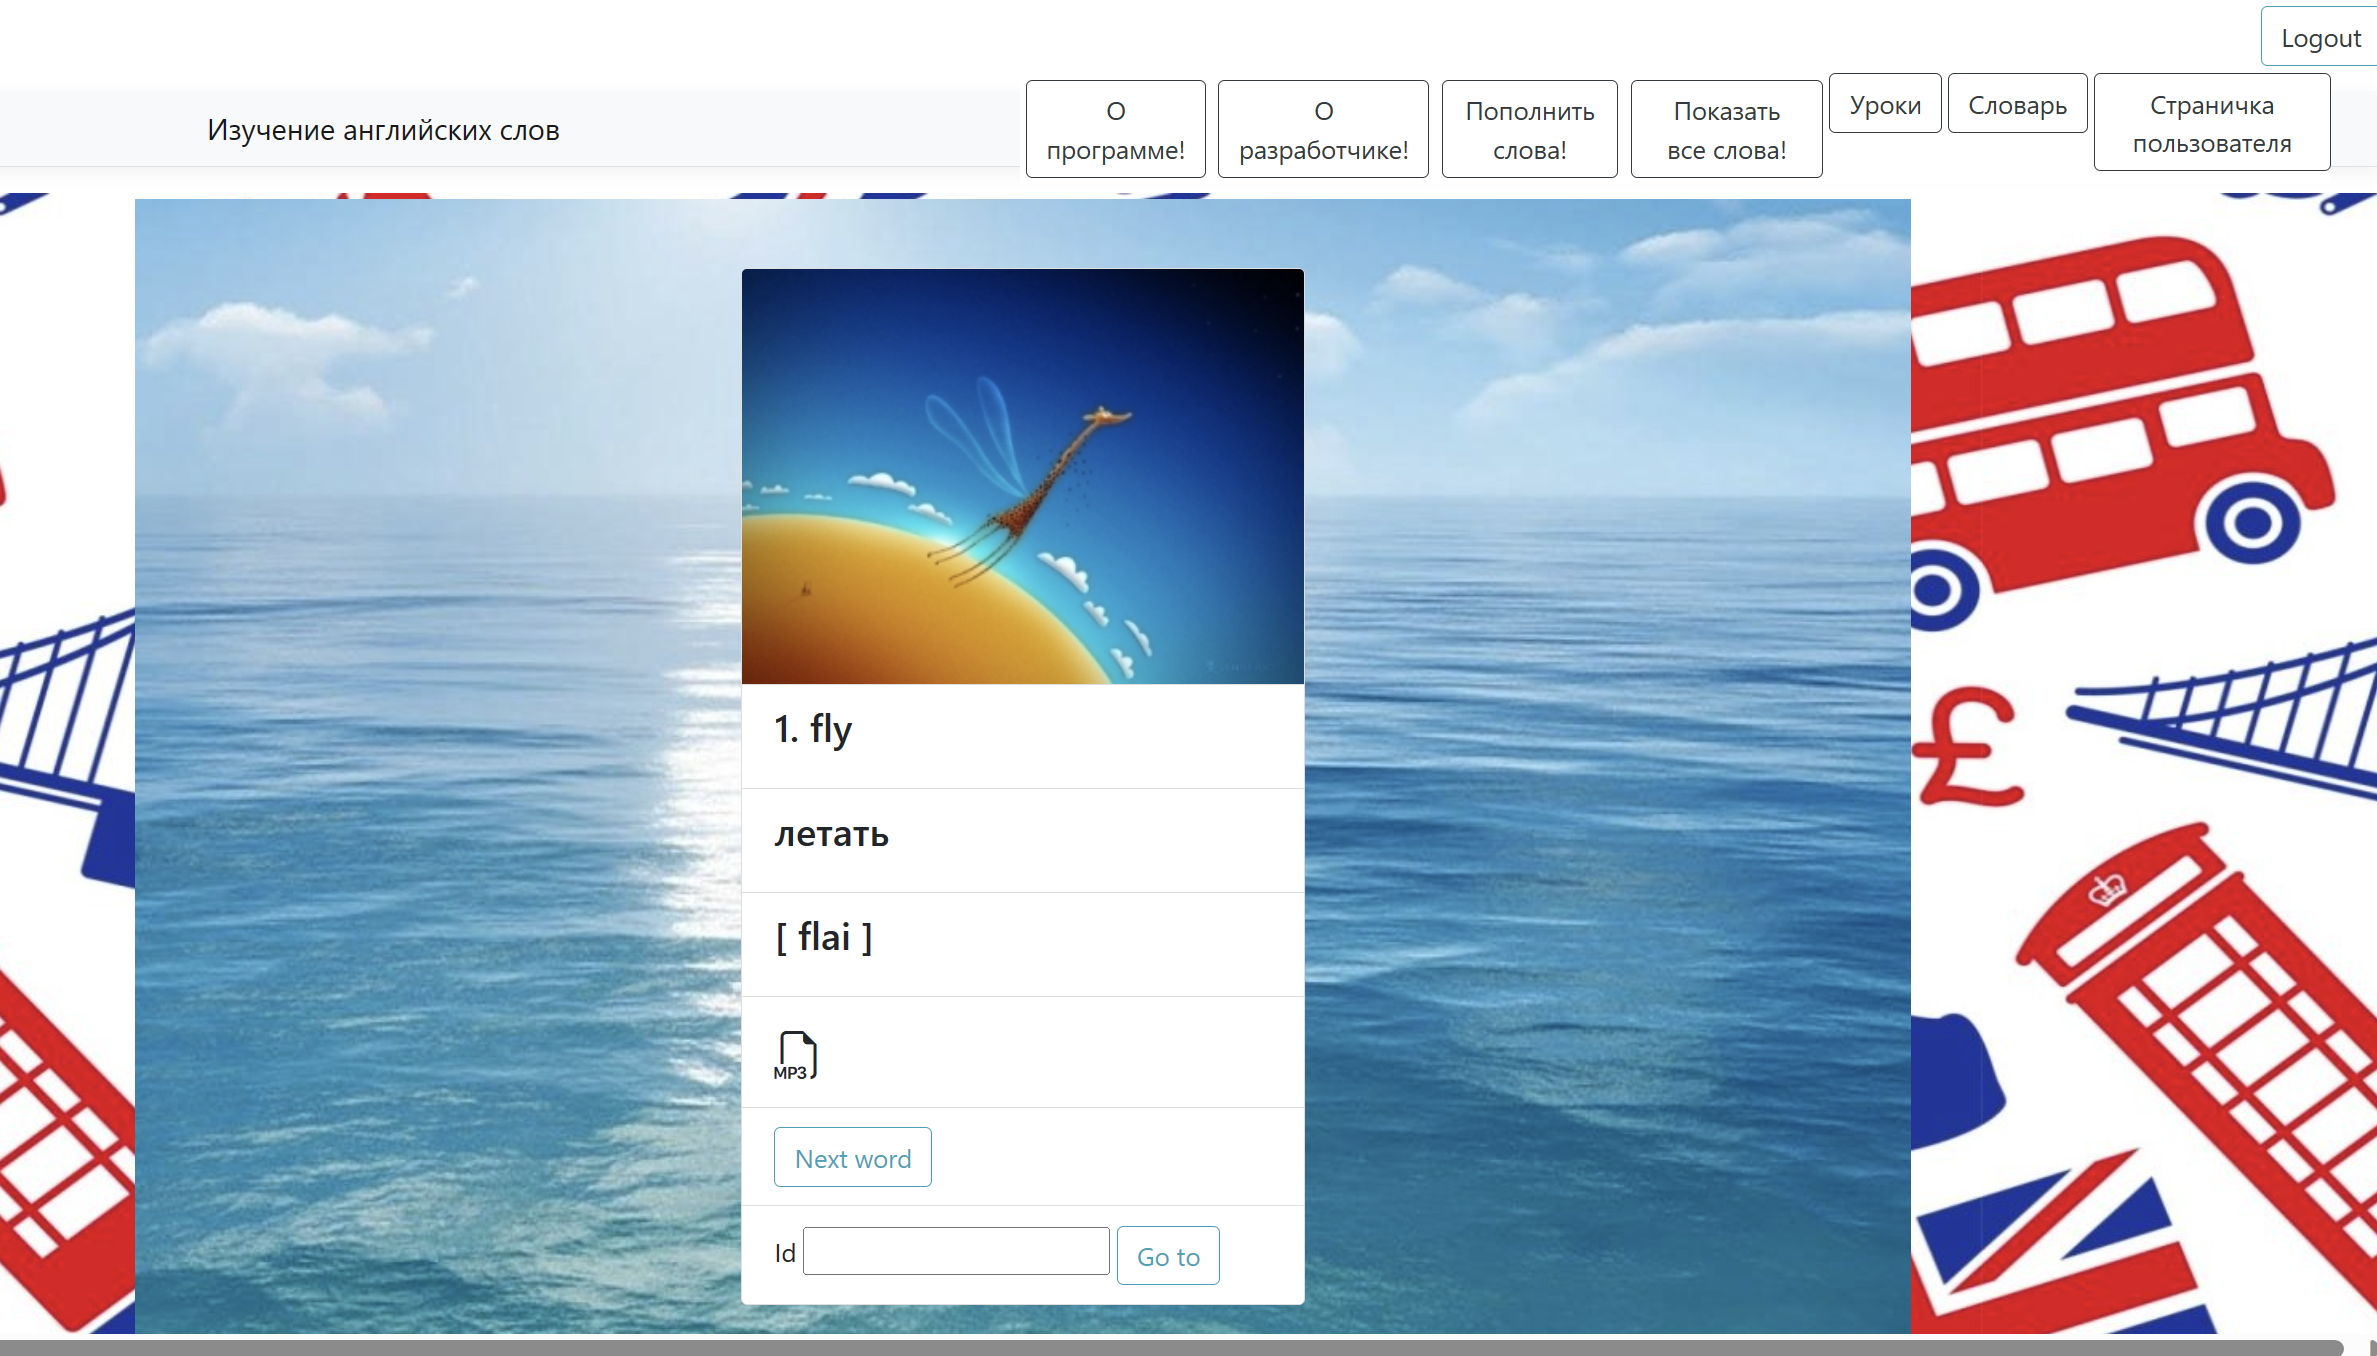 Logout
Изучение английских слов
О
программе!
О
разработчике!
Пополнить
слова!
Показать
все слова!
Уроки
Словарь
Страничка
пользователя
1. fly
летать
[ flai ]
MP3
Next word
Id
Go to